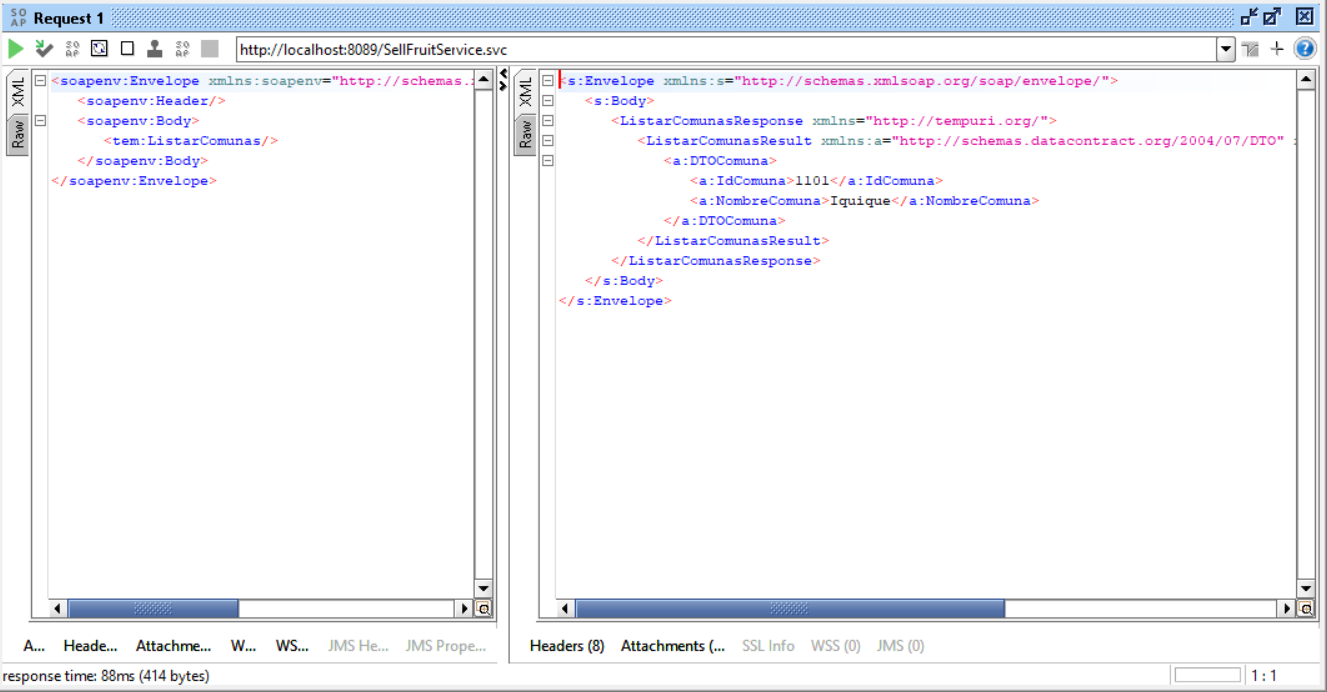 SO
AP Request 1
http://localhost:8089/SellFruitService.svc
XML
Raw
<soapenv:Envelope xmlns:soapenv="http://schemas.
<soapenv:Header/>
<soapenv:Body>
<tem:ListarComunas/>
</soapenv:Body>
</soapenv:Envelope>
A... Heade... Attachme... W... WS... JMS He... JMS Prope...
XML
Raw
<s:Envelope xmlns:s="http://schemas.xmlsoap.org/soap/envelope/">
<s:Body>
<ListarComunasResponse xmlns="http://tempuri.org/">
<ListarComunasResult xmlns:a="http://schemas.datacontract.org/2004/07/DTO"
<a:DTOComuna>
<a:IdComuna>1101</a:IdComuna>
<a:NombreComuna>Iquique</a:NombreComuna>
</a:DTOComuna>
</ListarComunasResult>
</ListarComunasResponse>
</s:Body>
</s:Envelope>
Headers (8) Attachments (... SSL Info WSS (0) JMS (0)
response time: 88ms (414 bytes)
1 : 1